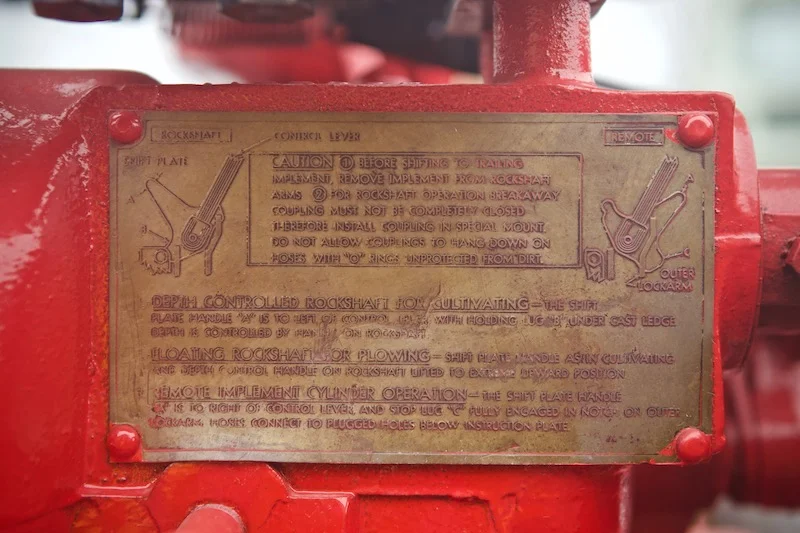 ROCKSHAFT
CONTROL LEVER
REMOTE
SHIFT PLATE
CAUTION ① BEFORE SHIFTING TO TRAILING
IMPLEMENT, REMOVE IMPLEMENT FROM ROCKSHAFT
ARMS ② FOR ROCKSHAFT OPERATION BREAKAWAY
COUPLING MUST NOT BE COMPLETELY CLOSED
THEREFORE INSTALL COUPLING IN SPECIAL MOUNT.
DO NOT ALLOW COUPLINGS TO HANG DOWN ON
HOSES WITH "O" RINGS UNPROTECTED FROM DIRT.
OUTER
LOCKARM
DEPTH CONTROLLED ROCKSHAFT FOR CULTIVATING — THE SHIFT
PLATE HANDLE "A" IS TO LEFT OF CONTROL LEVER WITH HOLDING LUG "B" UNDER CAST LEDGE
DEPTH IS CONTROLLED BY HANDLE ON ROCKSHAFT
FLOATING ROCKSHAFT FOR PLOWING — SHIFT PLATE HANDLE AS IN CULTIVATING
AND DEPTH CONTROL HANDLE ON ROCKSHAFT LIFTED TO EXTREME UPWARD POSITION
REMOTE IMPLEMENT CYLINDER OPERATION — THE SHIFT PLATE HANDLE
"A" IS TO RIGHT OF CONTROL LEVER, AND STOP LUG "C" FULLY ENGAGED IN NOTCH ON OUTER
LOCKARM. HOSES CONNECT TO PLUGGED HOLES BELOW INSTRUCTION PLATE